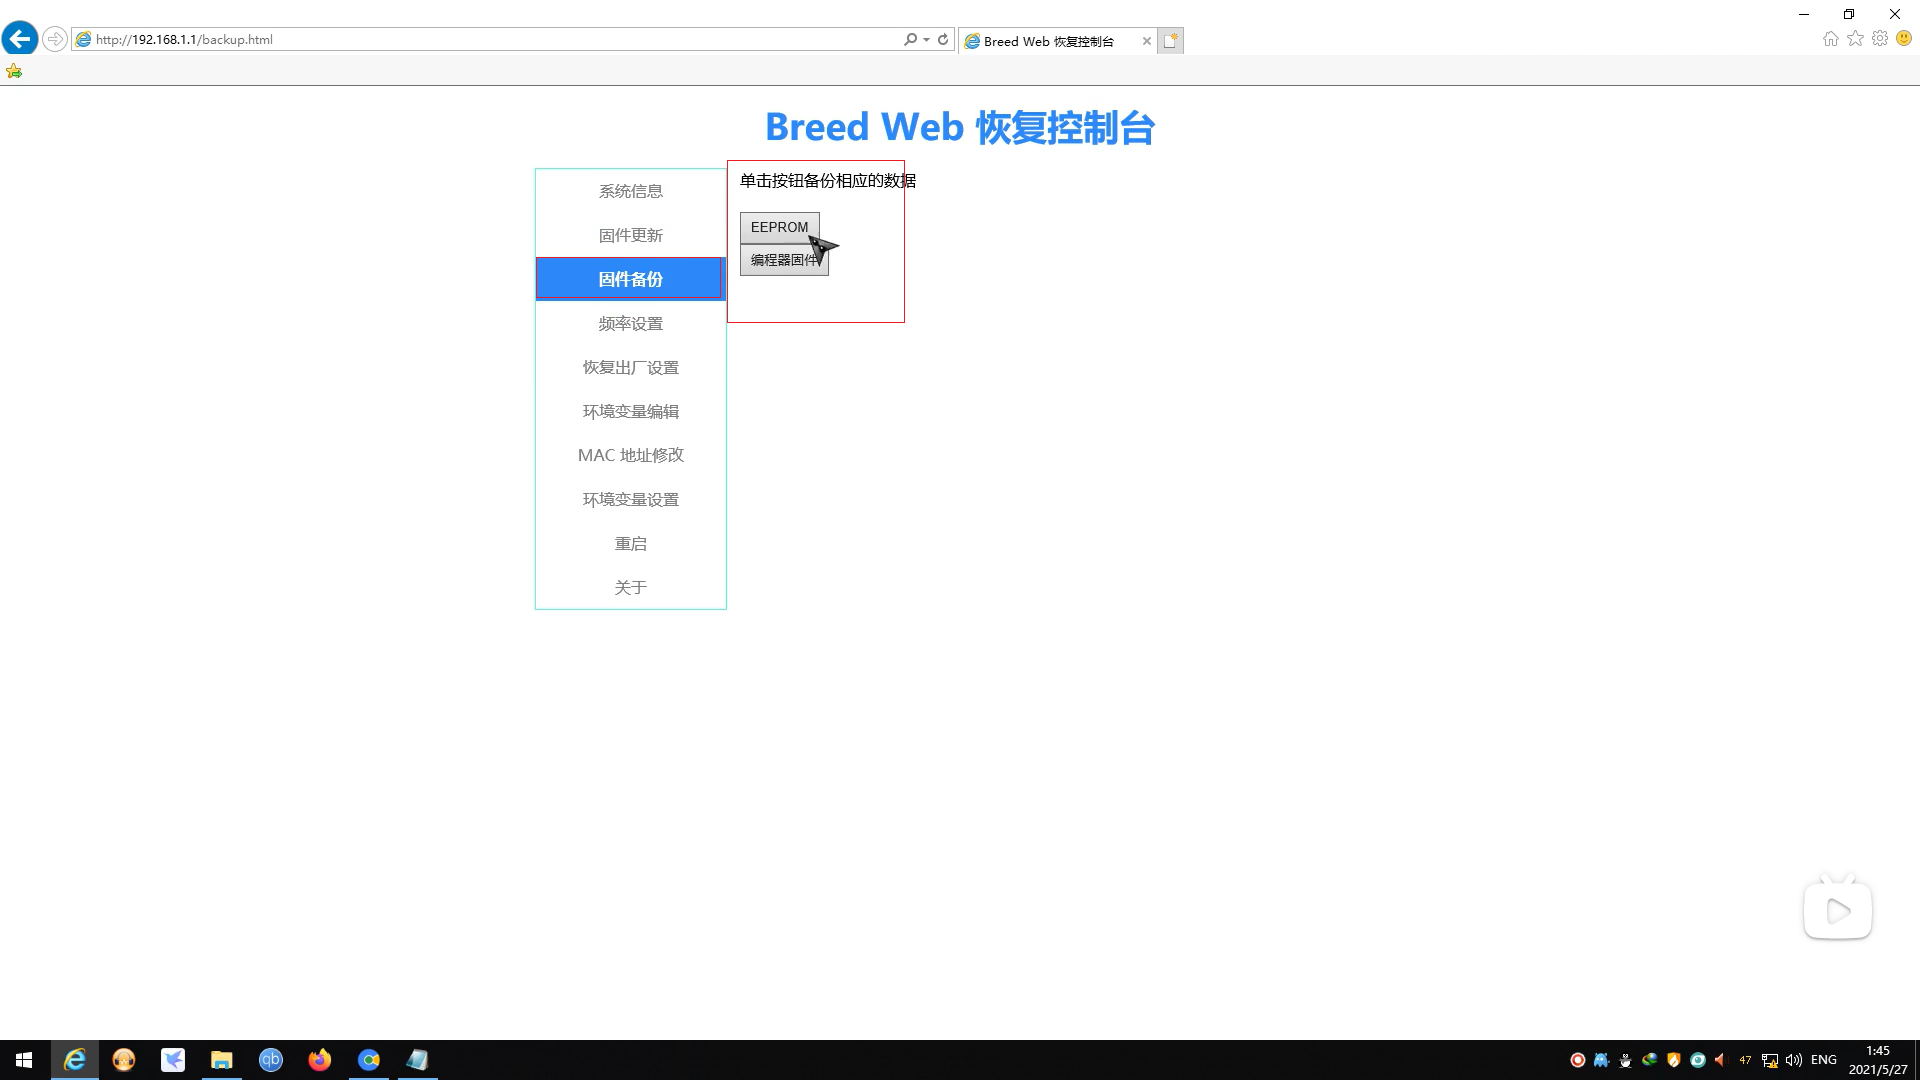 http://192.168.1.1/backup.html
Breed Web 恢复控制台
Breed Web 恢复控制台
系统信息
固件更新
固件备份
频率设置
恢复出厂设置
环境变量编辑
MAC 地址修改
环境变量设置
重启
关于
单击按钮备份相应的数据
EEPROM
编程器固件
qb
47
ENG
1:45
2021/5/27